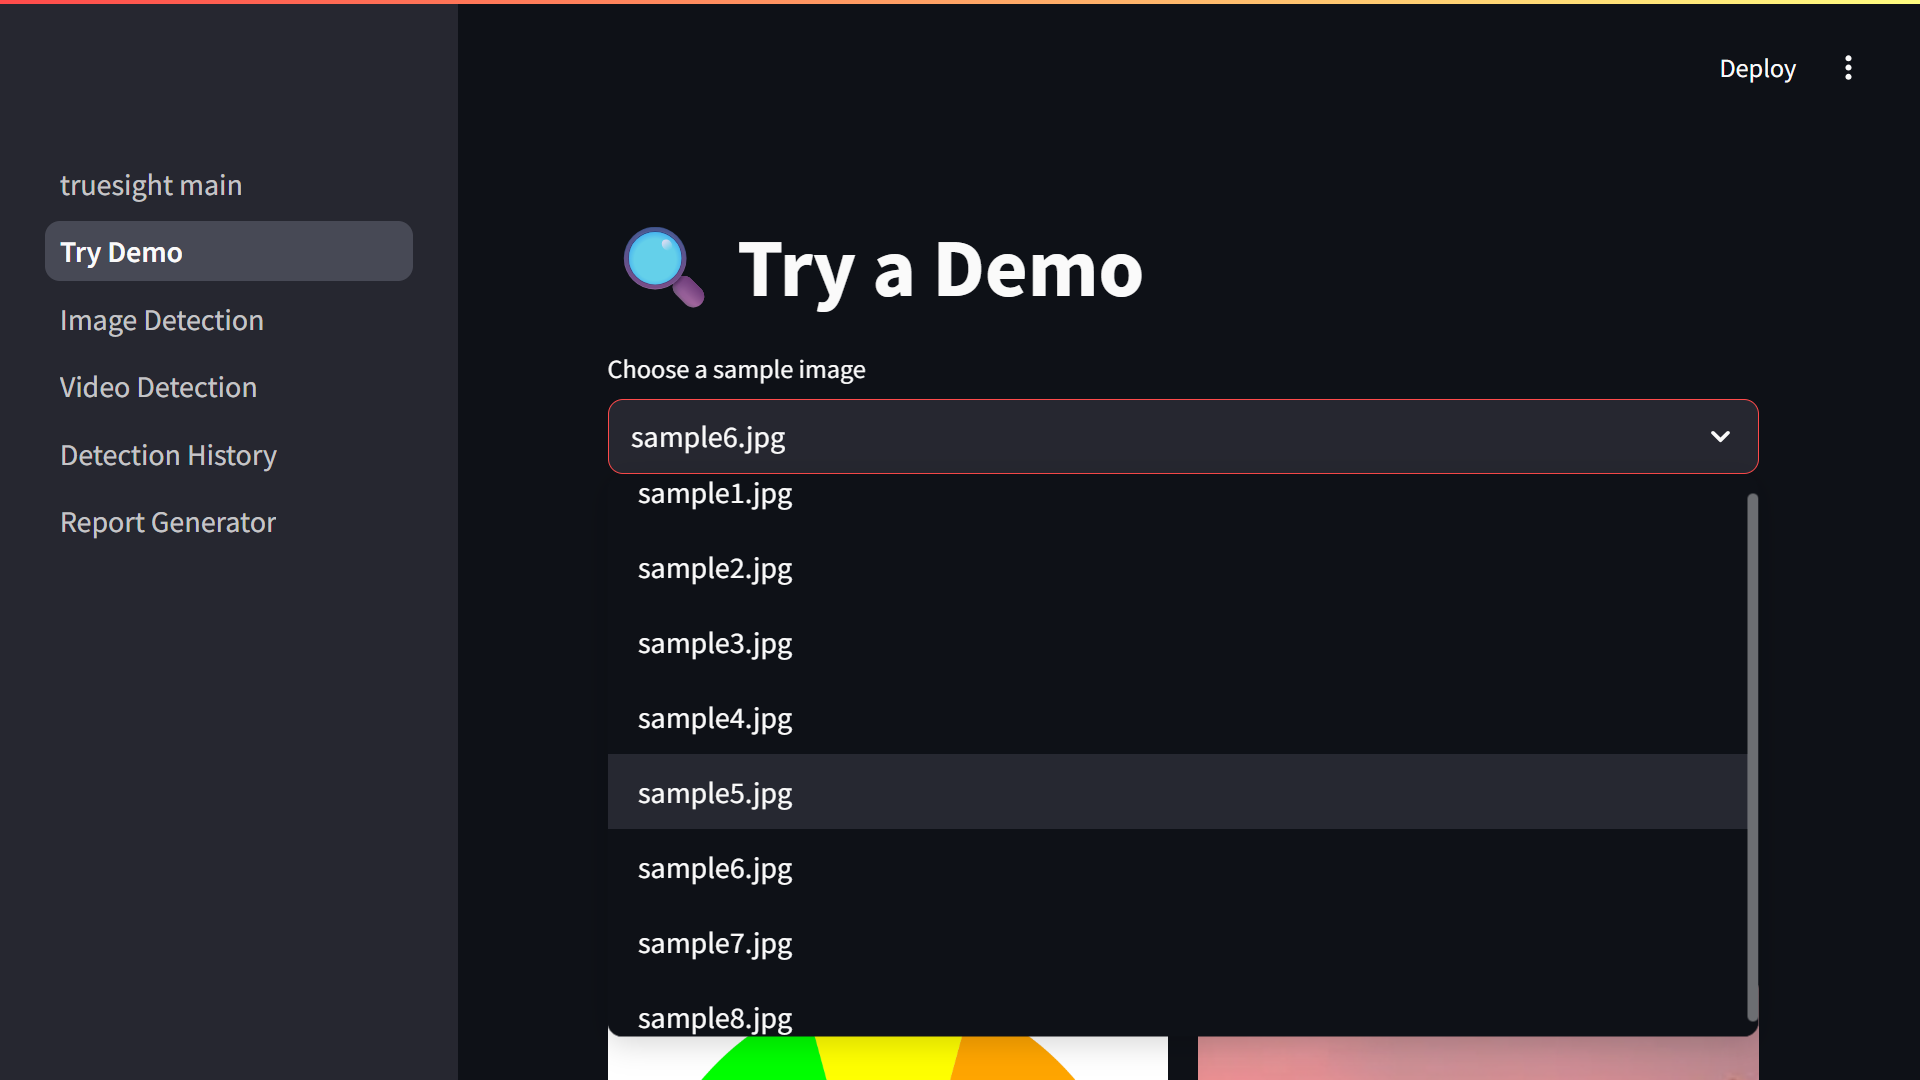 Deploy
truesight main
Try Demo
Image Detection
Video Detection
Detection History
Report Generator
Try a Demo
Choose a sample image
sample6.jpg
sample1.jpg
sample2.jpg
sample3.jpg
sample4.jpg
sample5.jpg
sample6.jpg
sample7.jpg
sample8.jpg